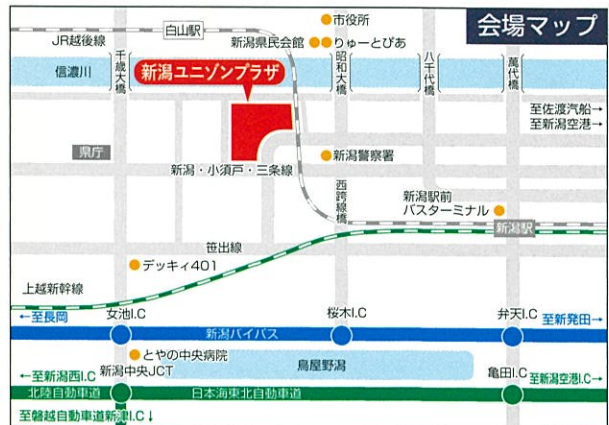 会場マップ
市役所
白山駅
JR越後線
新潟県民会館
りゅーとぴあ
千歳大橋
昭和大橋
八千代橋
萬代橋
信濃川
新潟ユニゾンプラザ
至佐渡汽船→
至新潟空港→
県庁
新潟警察署
新潟・小須戸・三条線
西跨線橋
新潟駅前
バスターミナル
新潟駅
笹出線
デッキィ401
上越新幹線
←至長岡
女池I.C
桜木I.C
弁天I.C
至新発田→
新潟バイパス
とやの中央病院
鳥屋野潟
←至新潟西I.C
新潟中央JCT
亀田I.C
至新潟空港I.C→
北陸自動車道
日本海東北自動車道
至磐越自動車道新津I.C↓